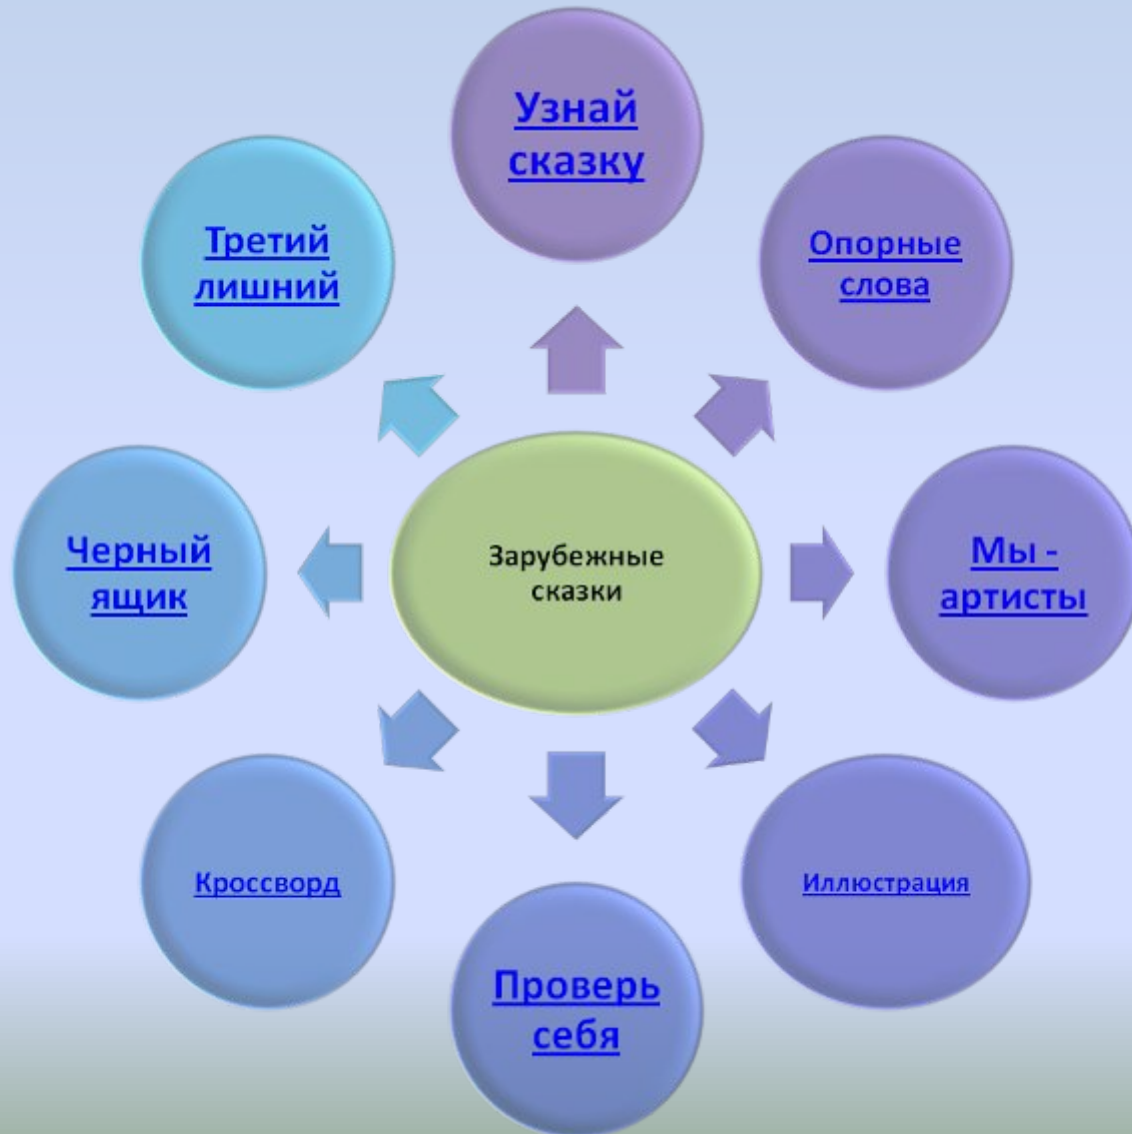 Узнай
сказку
Третий
лишний
Опорные
слова
Черный
ящик
Зарубежные
сказки
Мы -
артисты
Кроссворд
Иллюстрация
Проверь
себя